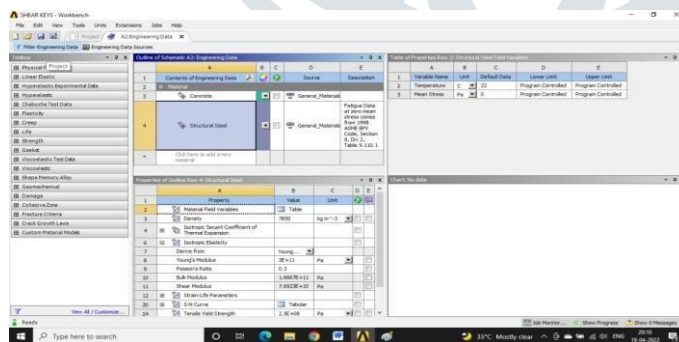 SHEAR KEYS - Workbench
File Edit View Tools Units Extensions Jobs Help
Project A2:Engineering Data
Filter Engineering Data Engineering Data Sources
Toolbox
Project
Physical
Linear Elastic
Hyperelastic Experimental Data
Hyperelastic
Chaboche Test Data
Plasticity
Creep
Life
Strength
Gasket
Viscoelastic Test Data
Viscoelastic
Shape Memory Alloy
Geomechanical
Damage
Cohesive Zone
Fracture Criteria
Crack Growth Laws
Custom Material Models
View All / Customize...
Outline of Schematic A2: Engineering Data
A B C D E
1 Contents of Engineering Data Source Description
2 Material
3 Concrete General_Materials
4 Structural Steel General_Materials
Fatigue Data
at zero mean
stress comes
from 1998
ASME BPV
Code, Section
8, Div 2,
Table 5-110.1
* Click here to add a new
material
Properties of Outline Row 4: Structural Steel
A B C D E
1 Property Value Unit
2 Material Field Variables Table
3 Density 7850 kg m^-3
4 Isotropic Secant Coefficient of
Thermal Expansion
6 Isotropic Elasticity
7 Derive from Young...
8 Young's Modulus 2E+11 Pa
9 Poisson's Ratio 0.3
10 Bulk Modulus 1.6667E+11 Pa
11 Shear Modulus 7.6923E+10 Pa
12 Strain-Life Parameters
20 S-N Curve Tabular
24 Tensile Yield Strength 2.5E+08 Pa
Table of Properties Row 2: Structural Steel Field Variables
A B C D E
1 Variable Name Unit Default Data Lower Limit Upper Limit
2 Temperature C 22 Program Controlled Program Controlled
3 Mean Stress Pa 0 Program Controlled Program Controlled
Chart: No data
Ready
Job Monitor... Show Progress Show 0 Messages
Type here to search
35°C Mostly clear
ENG
20:50
19-04-2022